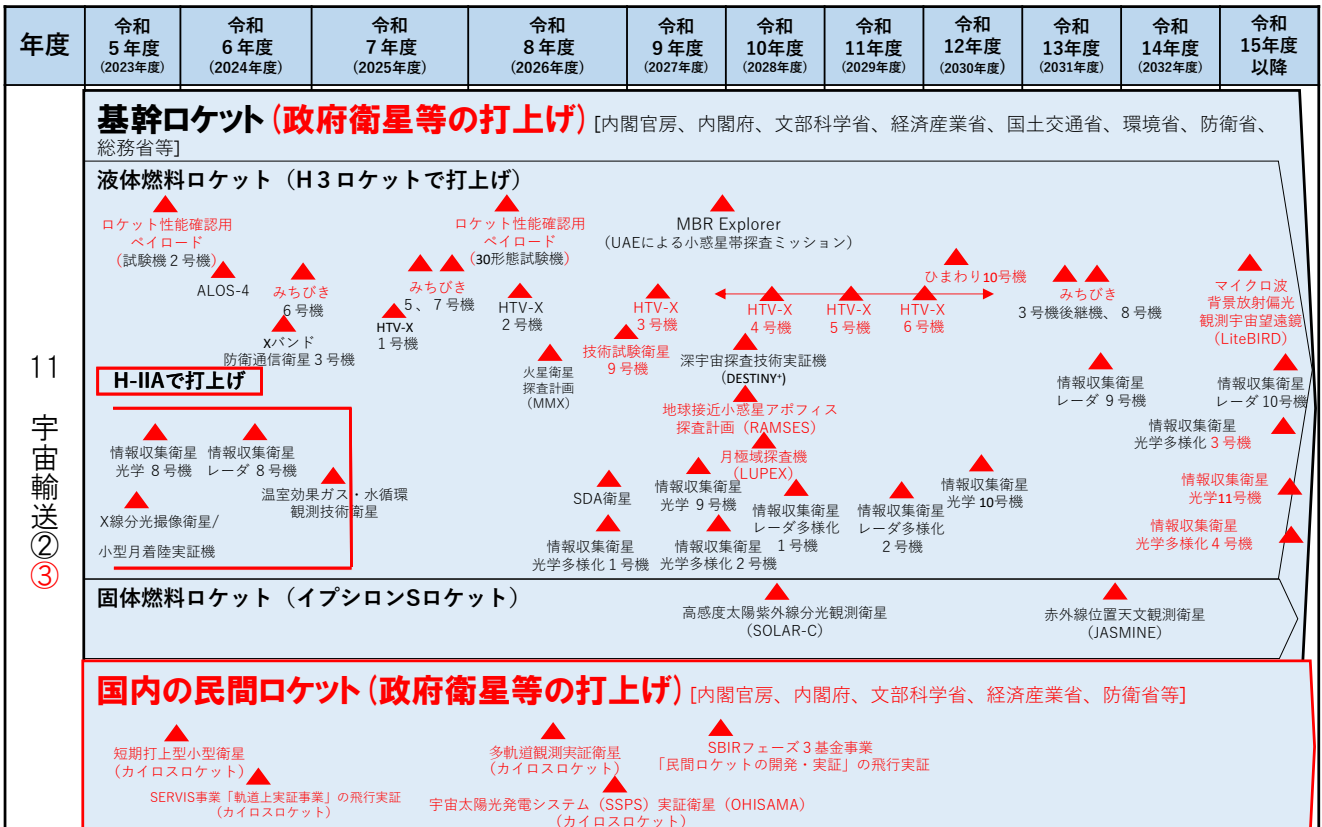 年度
令和
5年度
(2023年度)
令和
6年度
(2024年度)
令和
7年度
(2025年度)
令和
8年度
(2026年度)
令和
9年度
(2027年度)
令和
10年度
(2028年度)
令和
11年度
(2029年度)
令和
12年度
(2030年度)
令和
13年度
(2031年度)
令和
14年度
(2032年度)
令和
15年度
以降
11 宇宙輸送②③
基幹ロケット(政府衛星等の打上げ) [内閣官房、内閣府、文部科学省、経済産業省、国土交通省、環境省、防衛省、
総務省等]
液体燃料ロケット（H3ロケットで打上げ）
ロケット性能確認用
ペイロード
(試験機2号機)
ロケット性能確認用
ペイロード
(30形態試験機)
MBR Explorer
(UAEによる小惑星帯探査ミッション)
ALOS-4
みちびき
6号機
みちびき
5、7号機
ひまわり10号機
みちびき
3号機後継機、8号機
マイクロ波
背景放射偏光
観測宇宙望遠鏡
(LiteBIRD)
Xバンド
防衛通信衛星3号機
HTV-X
1号機
HTV-X
2号機
HTV-X
3号機
HTV-X
4号機
HTV-X
5号機
HTV-X
6号機
火星衛星
探査計画
(MMX)
技術試験衛星
9号機
深宇宙探査技術実証機
(DESTINY⁺)
地球接近小惑星アポフィス
探査計画（RAMSES）
月極域探査機
(LUPEX)
情報収集衛星
レーダ 9号機
情報収集衛星
レーダ 10号機
情報収集衛星
光学多様化3号機
情報収集衛星
光学11号機
情報収集衛星
光学多様化4号機
H-IIAで打上げ
情報収集衛星
光学 8号機
情報収集衛星
レーダ 8号機
温室効果ガス・水循環
観測技術衛星
X線分光撮像衛星/
小型月着陸実証機
SDA衛星
情報収集衛星
光学多様化1号機
情報収集衛星
光学 9号機
情報収集衛星
光学多様化2号機
情報収集衛星
レーダ多様化
1号機
情報収集衛星
レーダ多様化
2号機
情報収集衛星
光学10号機
固体燃料ロケット（イプシロンSロケット）
高感度太陽紫外線分光観測衛星
(SOLAR-C)
赤外線位置天文観測衛星
(JASMINE)
国内の民間ロケット(政府衛星等の打上げ) [内閣官房、内閣府、文部科学省、経済産業省、防衛省等]
短期打上型小型衛星
(カイロスロケット)
SERVIS事業「軌道上実証事業」の飛行実証
(カイロスロケット)
多軌道観測実証衛星
(カイロスロケット)
宇宙太陽光発電システム（SSPS）実証衛星（OHISAMA）
(カイロスロケット)
SBIRフェーズ3基金事業
「民間ロケットの開発・実証」の飛行実証